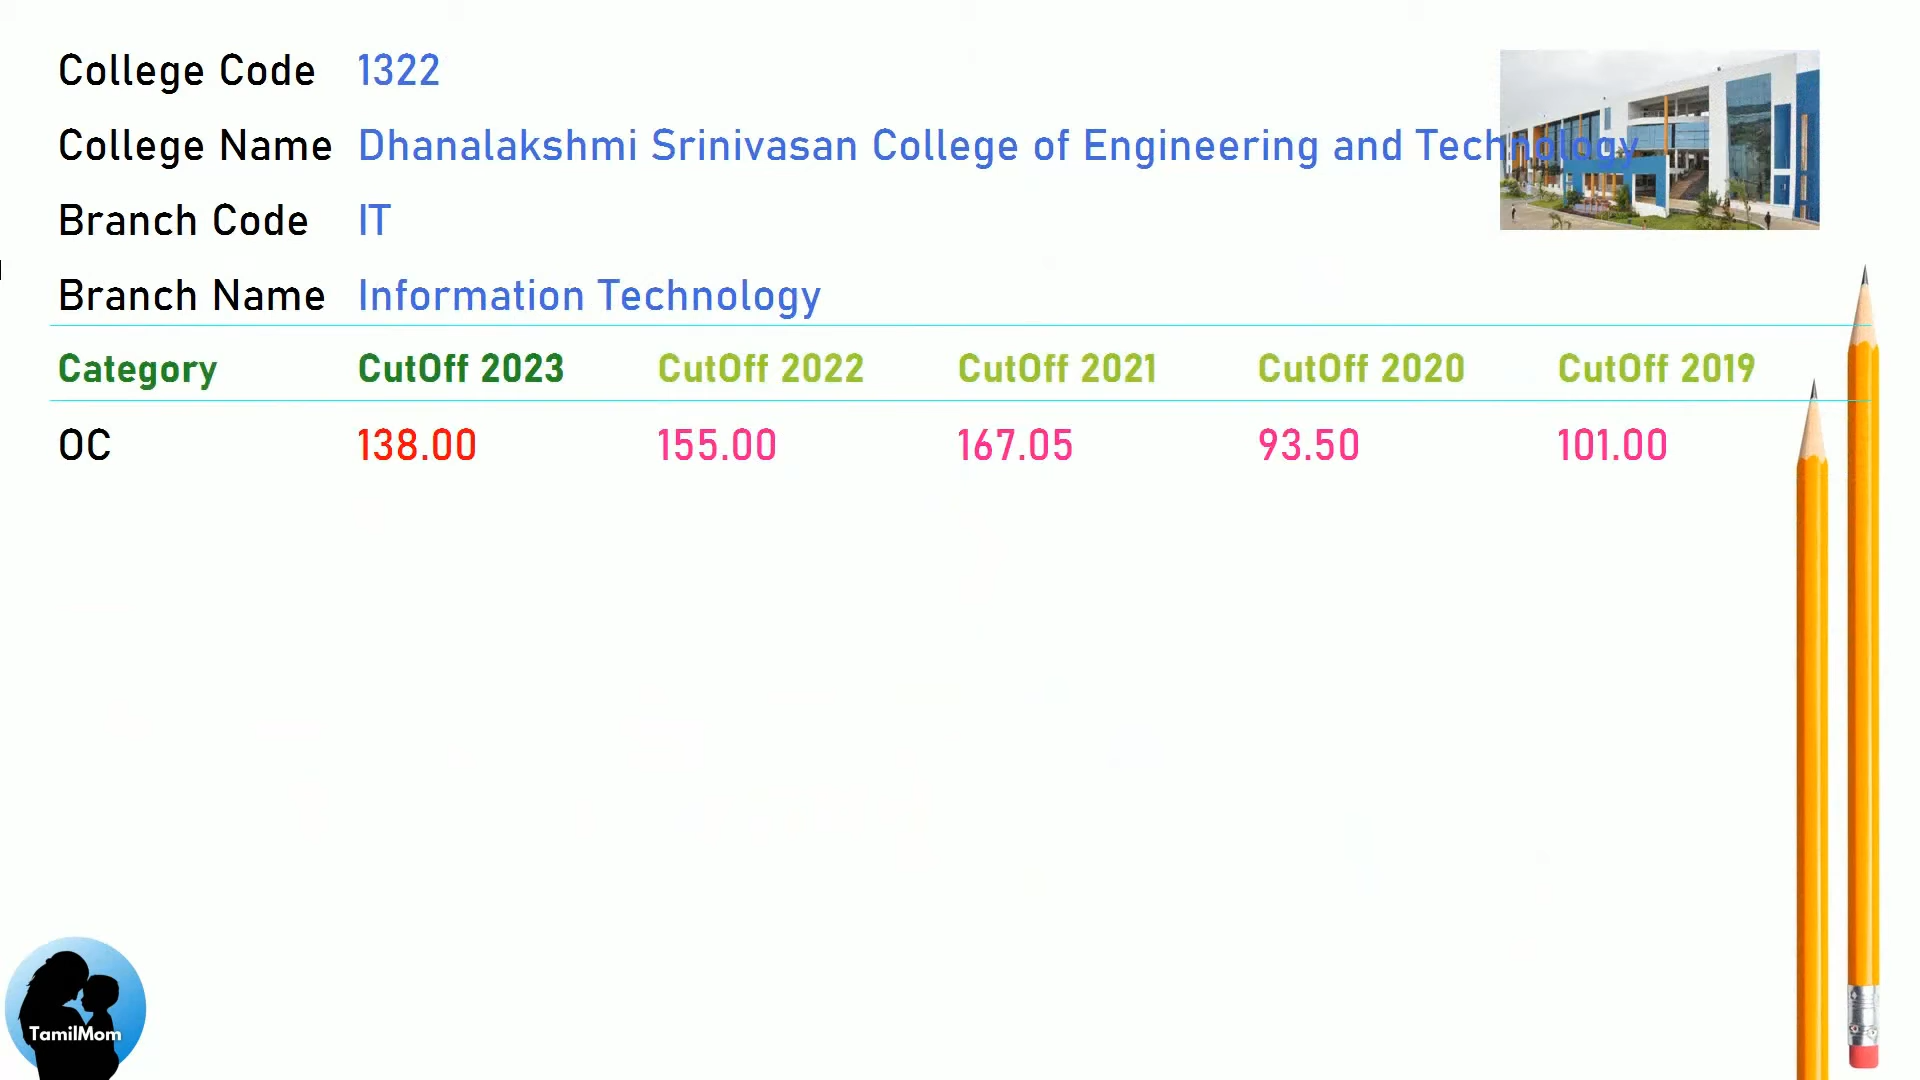 College Code 1322
College Name Dhanalakshmi Srinivasan College of Engineering and Technology
Branch Code IT
Branch Name Information Technology
Category CutOff 2023 CutOff 2022 CutOff 2021 CutOff 2020 CutOff 2019
OC 138.00 155.00 167.05 93.50 101.00
TamilMom